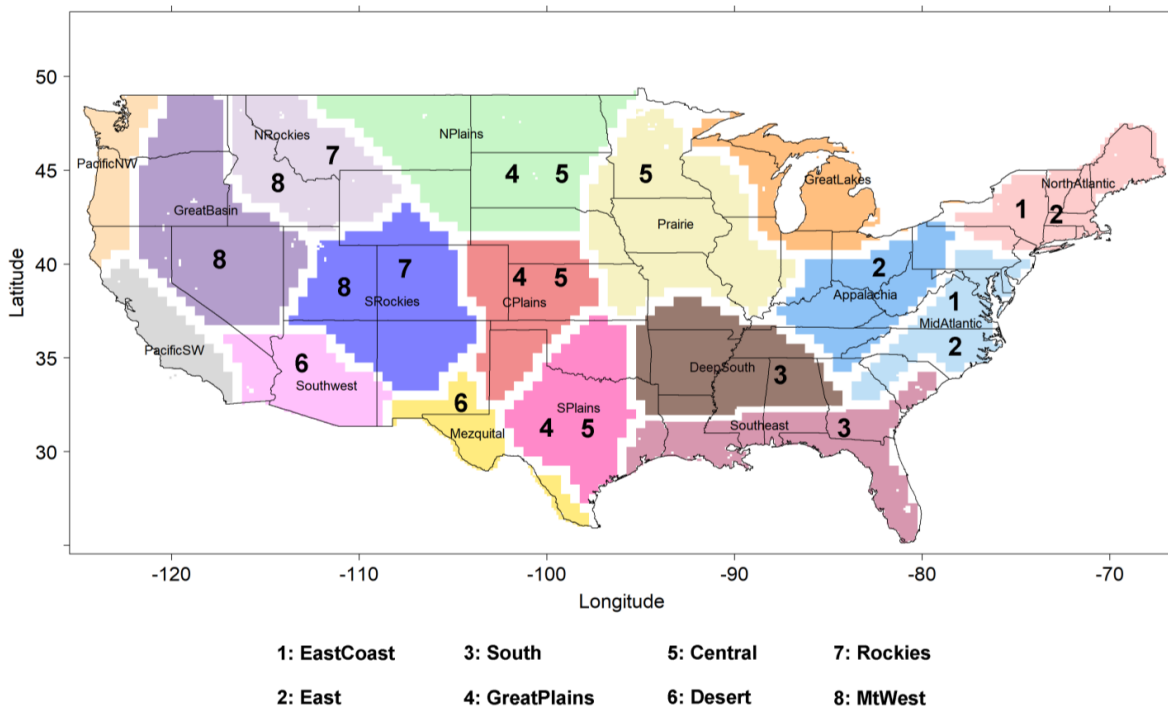 50
45
40
35
30
Latitude
-120
-110
-100
-90
-80
-70
Longitude
PacificNW
NRockies
7
8
NPlains
4 5
5
GreatLakes
NorthAtlantic
1
2
GreatBasin
8
Prairie
7
8
SRockies
4 5
CPlains
2
Appalachia
1
MidAtlantic
2
PacificSW
6
Southwest
DeepSouth
3
6
Mezquital
SPlains
4 5
Southeast
3
1: EastCoast 3: South 5: Central 7: Rockies
2: East 4: GreatPlains 6: Desert 8: MtWest